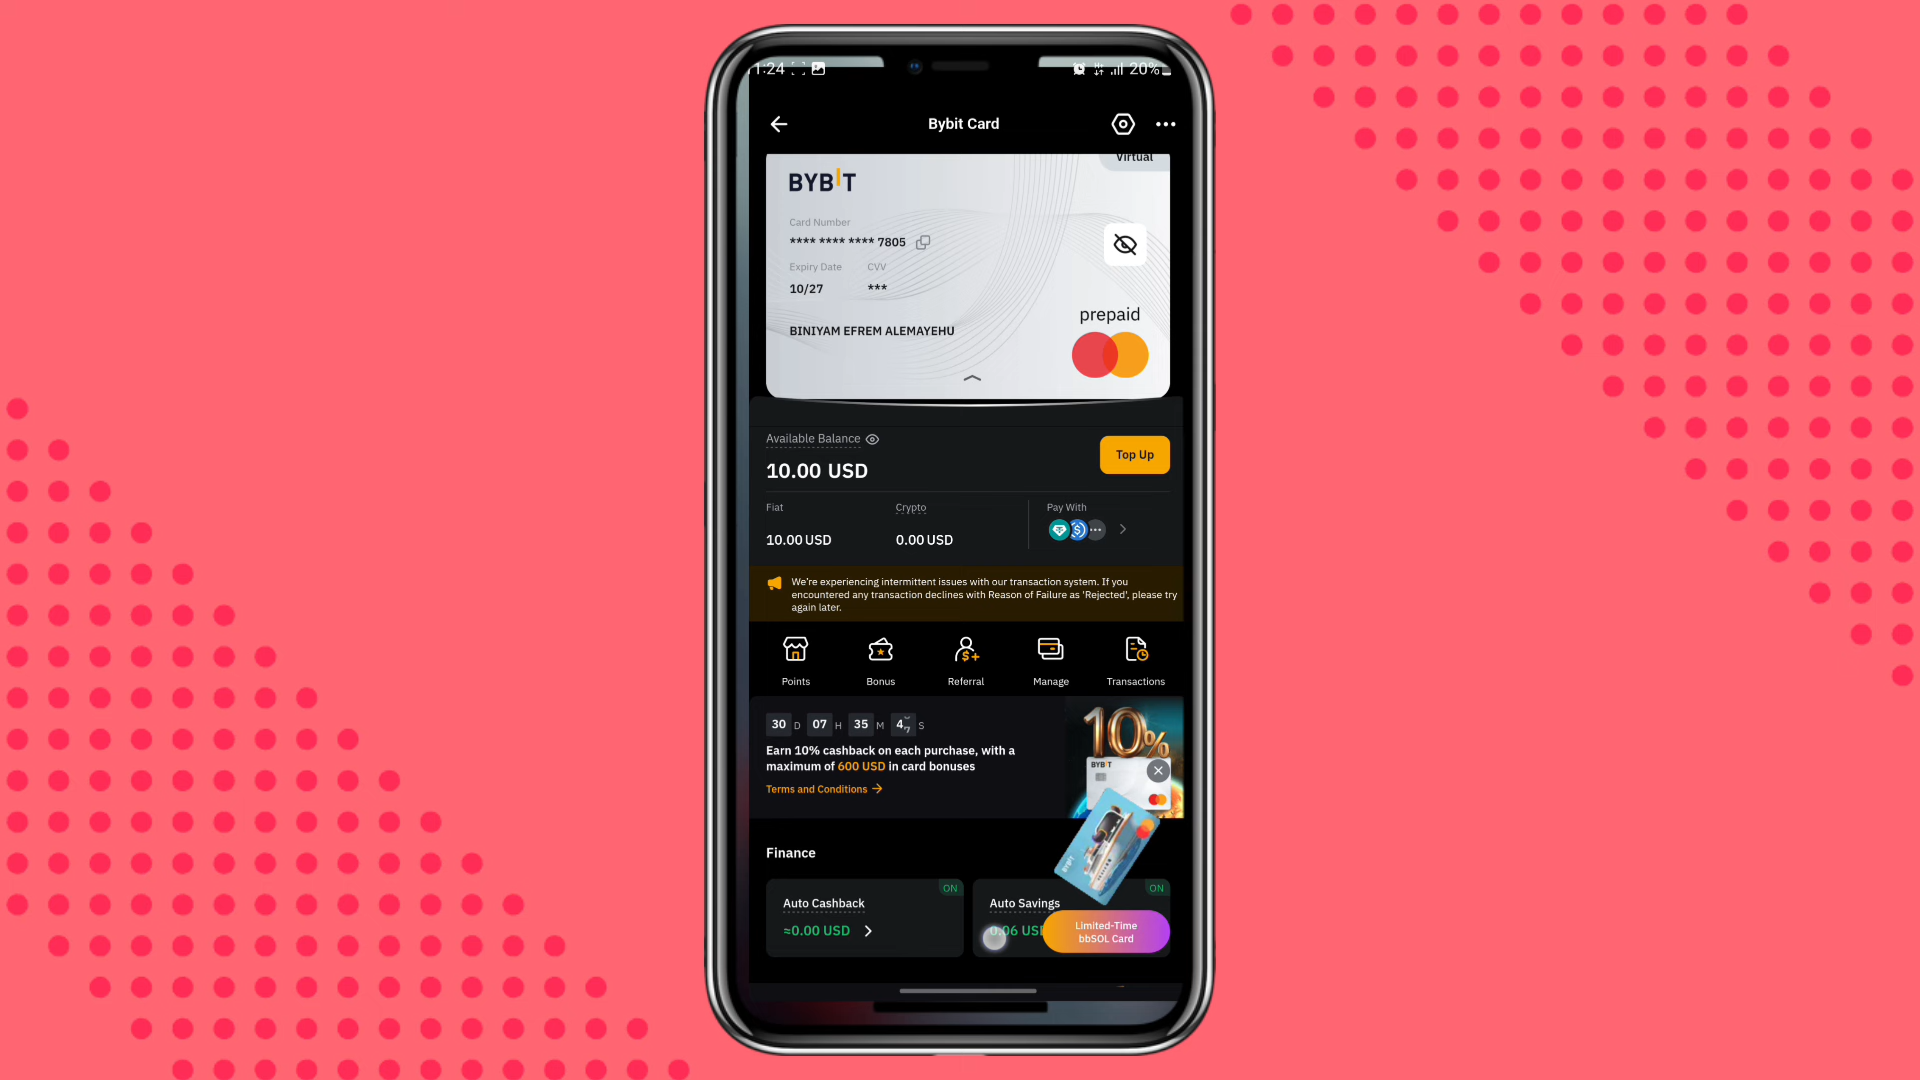 11:24 20%
Bybit Card
Virtual
BYBIT
Card Number
**** **** **** 7805
Expiry Date CVV
10/27 ***
prepaid
BINIYAM EFREM ALEMAYEHU
Available Balance
10.00 USD
Top Up
Fiat Crypto Pay With
10.00 USD 0.00 USD
We're experiencing intermittent issues with our transaction system. If you
encountered any transaction declines with Reason of Failure as 'Rejected', please try
again later.
Points Bonus Referral Manage Transactions
30 D 07 H 35 M S
Earn 10% cashback on each purchase, with a
maximum of 600 USD in card bonuses
Terms and Conditions
10%
BYBIT
Finance
ON
Auto Cashback
≈0.00 USD
ON
Auto Savings
Limited-Time
bbSOL Card